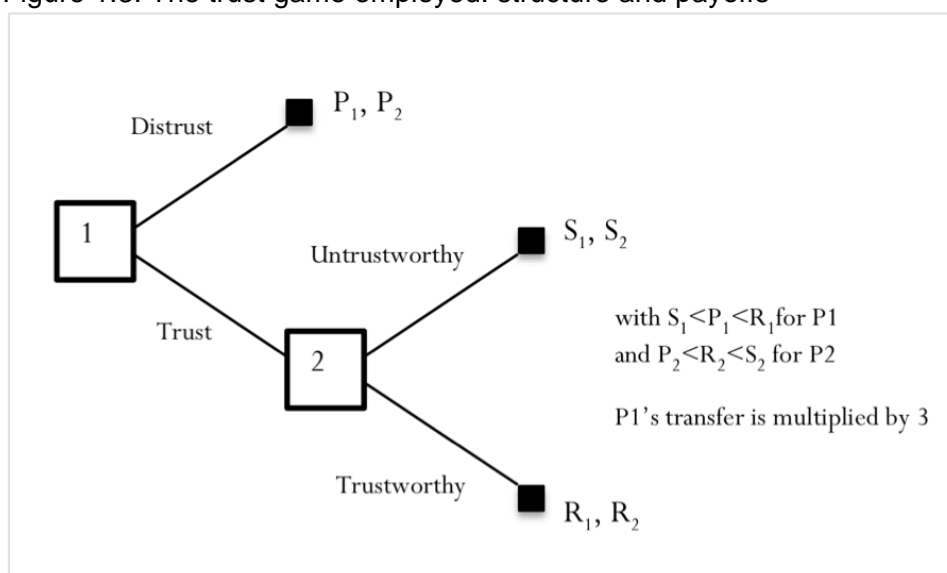 Figure 1.3. The trust game employed: structure and payoffs
P₁, P₂
Distrust
1
S₁, S₂
Untrustworthy
with S₁<P₁<R₁for P1
Trust
and P₂<R₂<S₂ for P2
2
P1’s transfer is multiplied by 3
Trustworthy
R₁, R₂